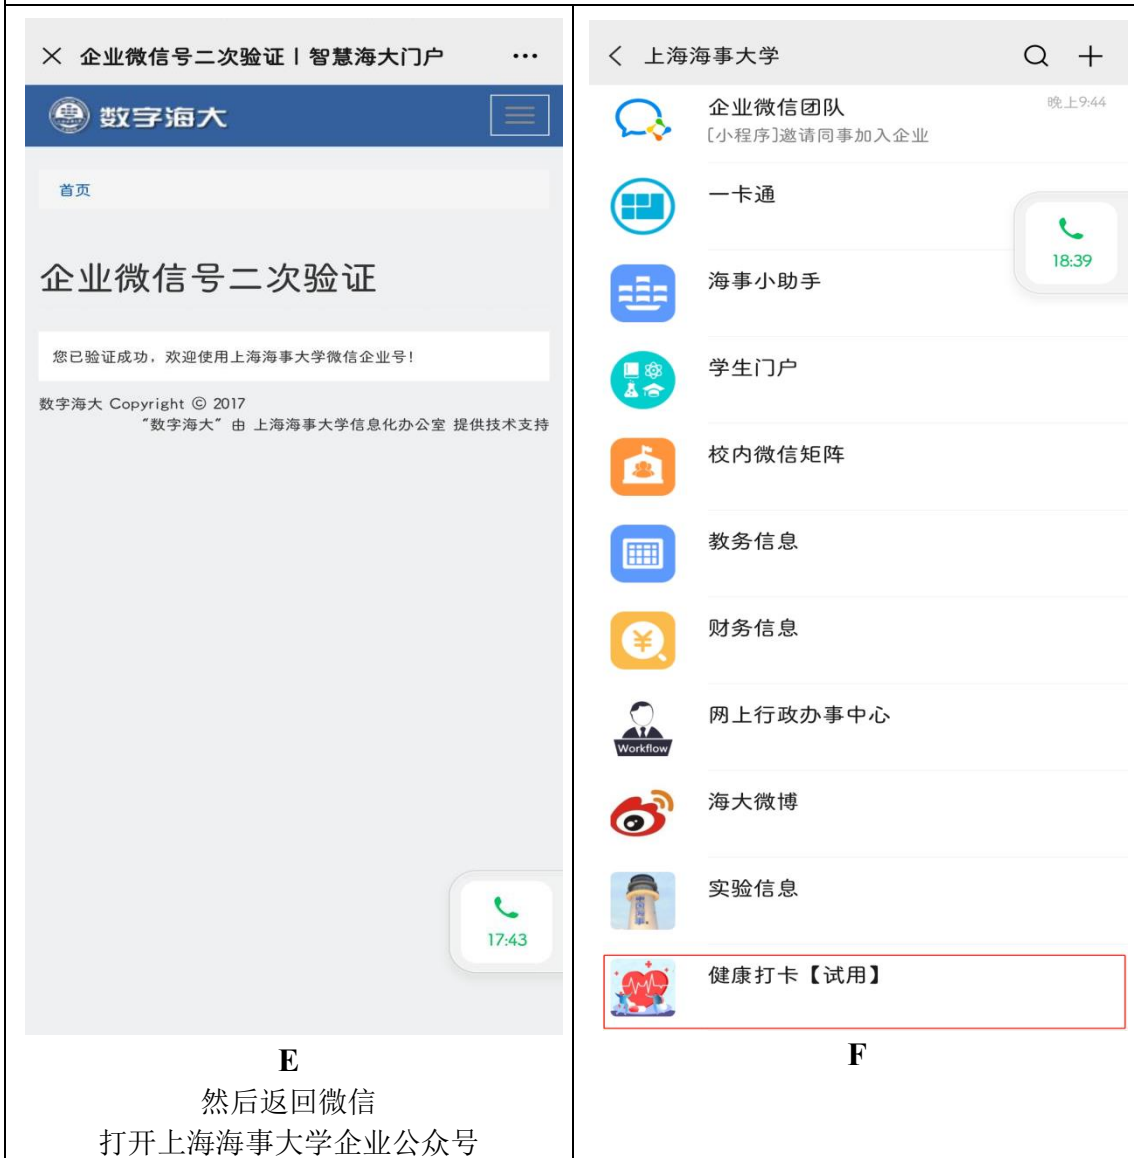 企业微信号二次验证 | 智慧海大门户
数字海大
首页
企业微信号二次验证
您已验证成功，欢迎使用上海海事大学微信企业号！
数字海大 Copyright © 2017
"数字海大" 由 上海海事大学信息化办公室 提供技术支持
17:43
E
然后返回微信
打开上海海事大学企业公众号
上海海事大学
企业微信团队
晚上9:44
[小程序]邀请同事加入企业
一卡通
18:39
海事小助手
学生门户
校内微信矩阵
教务信息
财务信息
网上行政办事中心
Workflow
海大微博
实验信息
健康打卡【试用】
F